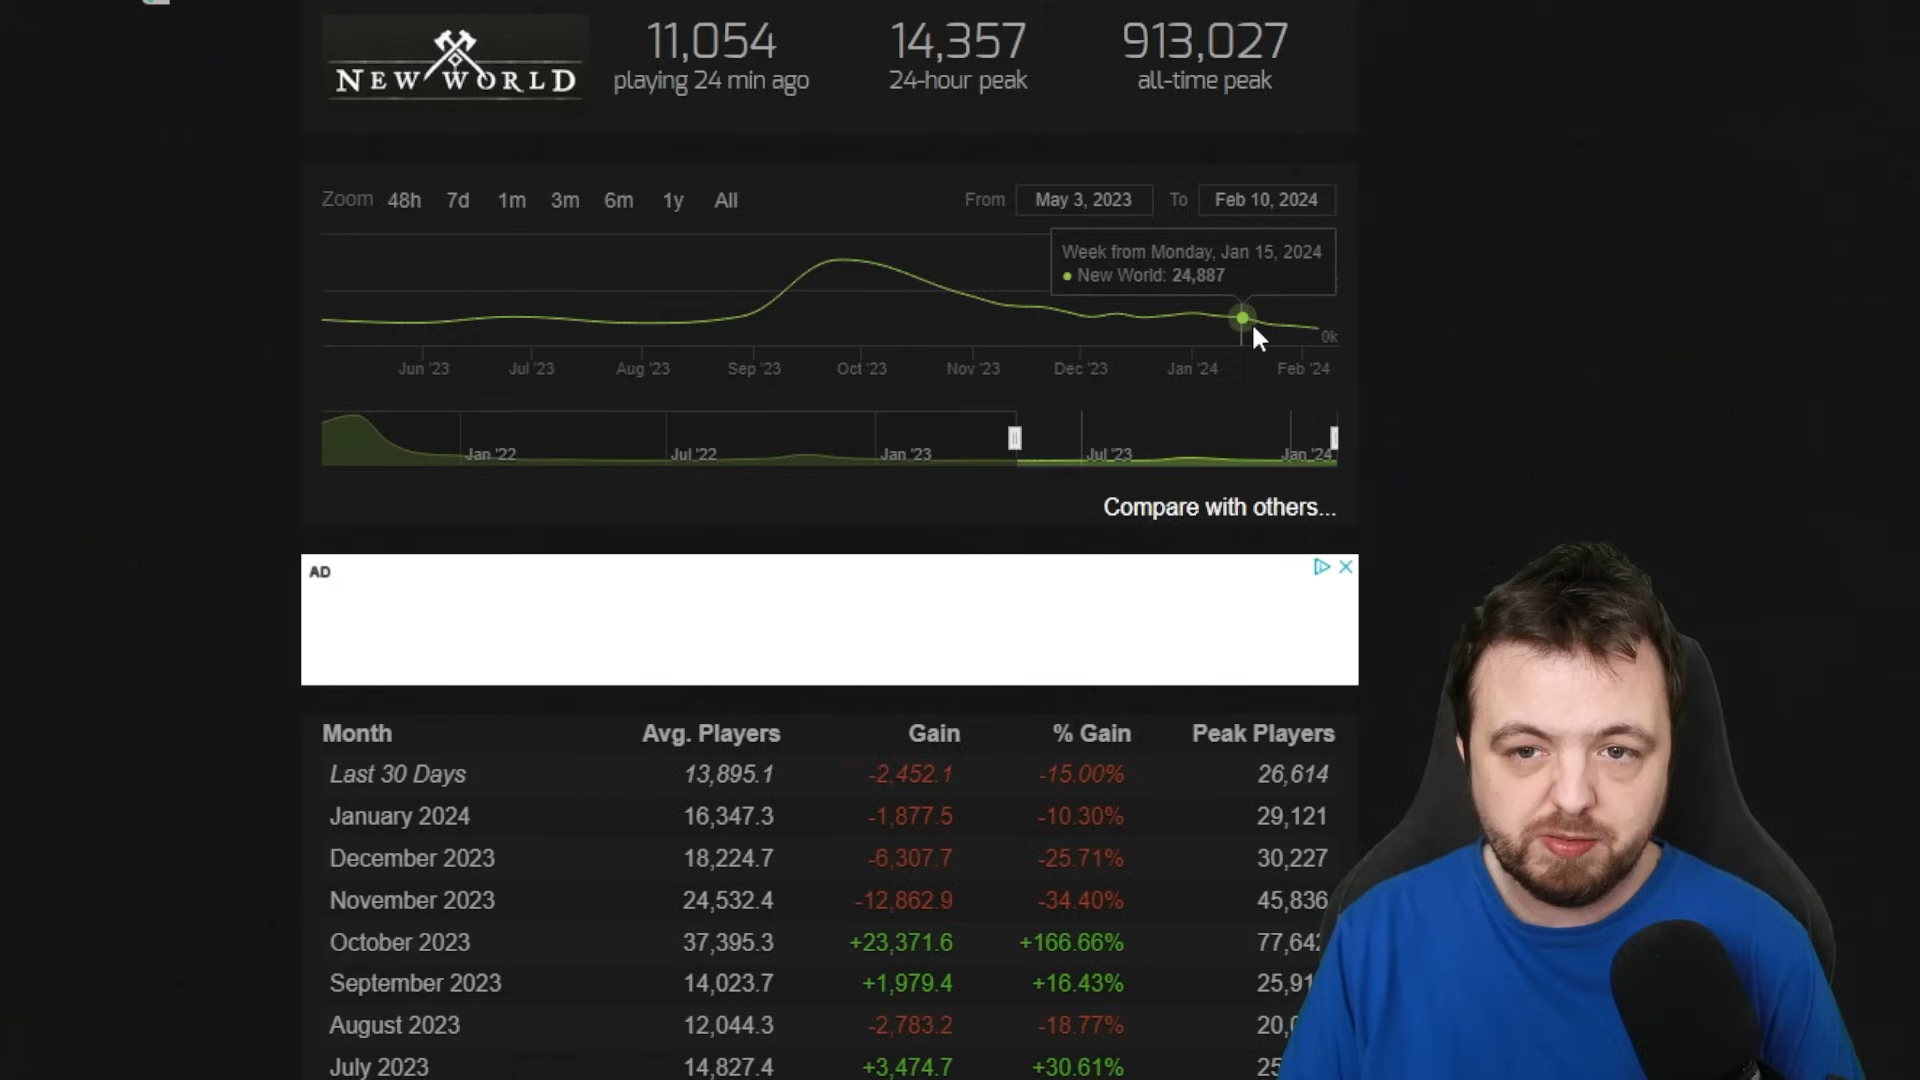 NEW WORLD
11,054
playing 24 min ago
14,357
24-hour peak
913,027
all-time peak
Zoom 48h 7d 1m 3m 6m 1y All
From May 3, 2023 To Feb 10, 2024
Week from Monday, Jan 15, 2024
New World: 24,887
0k
Jun '23 Jul '23 Aug '23 Sep '23 Oct '23 Nov '23 Dec '23 Jan '24 Feb '24
Jan '22 Jul '22 Jan '23 Jul '23 Jan '24
Compare with others...
AD
Month Avg. Players Gain % Gain Peak Players
Last 30 Days 13,895.1 -2,452.1 -15.00% 26,614
January 2024 16,347.3 -1,877.5 -10.30% 29,121
December 2023 18,224.7 -6,307.7 -25.71% 30,227
November 2023 24,532.4 -12,862.9 -34.40% 45,836
October 2023 37,395.3 +23,371.6 +166.66% 77,642
September 2023 14,023.7 +1,979.4 +16.43%
August 2023 12,044.3 -2,783.2 -18.77%
July 2023 14,827.4 +3,474.7 +30.61%